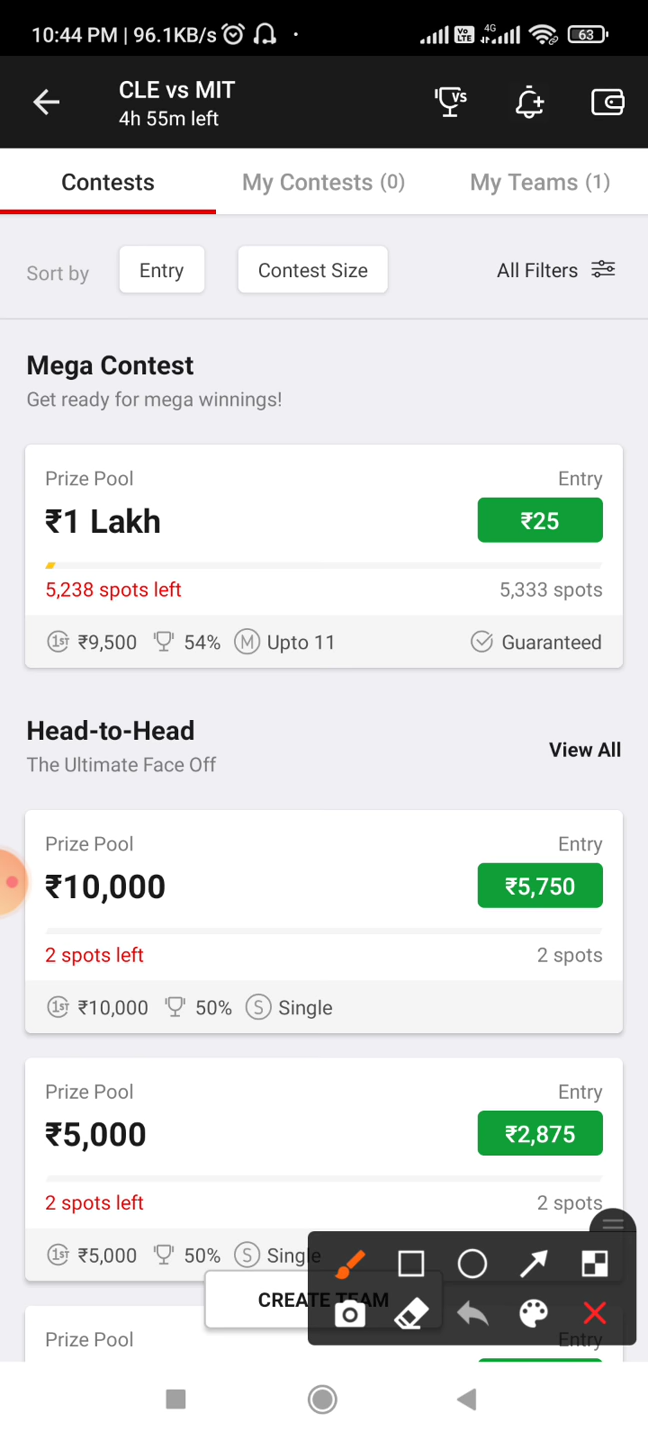 10:44 PM | 96.1KB/s
Vo LTE 4G 63
CLE vs MIT
4h 55m left
VS
Contests My Contests (0) My Teams (1)
Sort by Entry Contest Size All Filters
Mega Contest
Get ready for mega winnings!
Prize Pool Entry
₹1 Lakh ₹25
5,238 spots left 5,333 spots
1ST ₹9,500 54% M Upto 11 Guaranteed
Head-to-Head
The Ultimate Face Off View All
Prize Pool Entry
₹10,000 ₹5,750
2 spots left 2 spots
1ST ₹10,000 50% S Single
Prize Pool Entry
₹5,000 ₹2,875
2 spots left 2 spots
1ST ₹5,000 50% S Single
CREATE TEAM
Prize Pool Entry